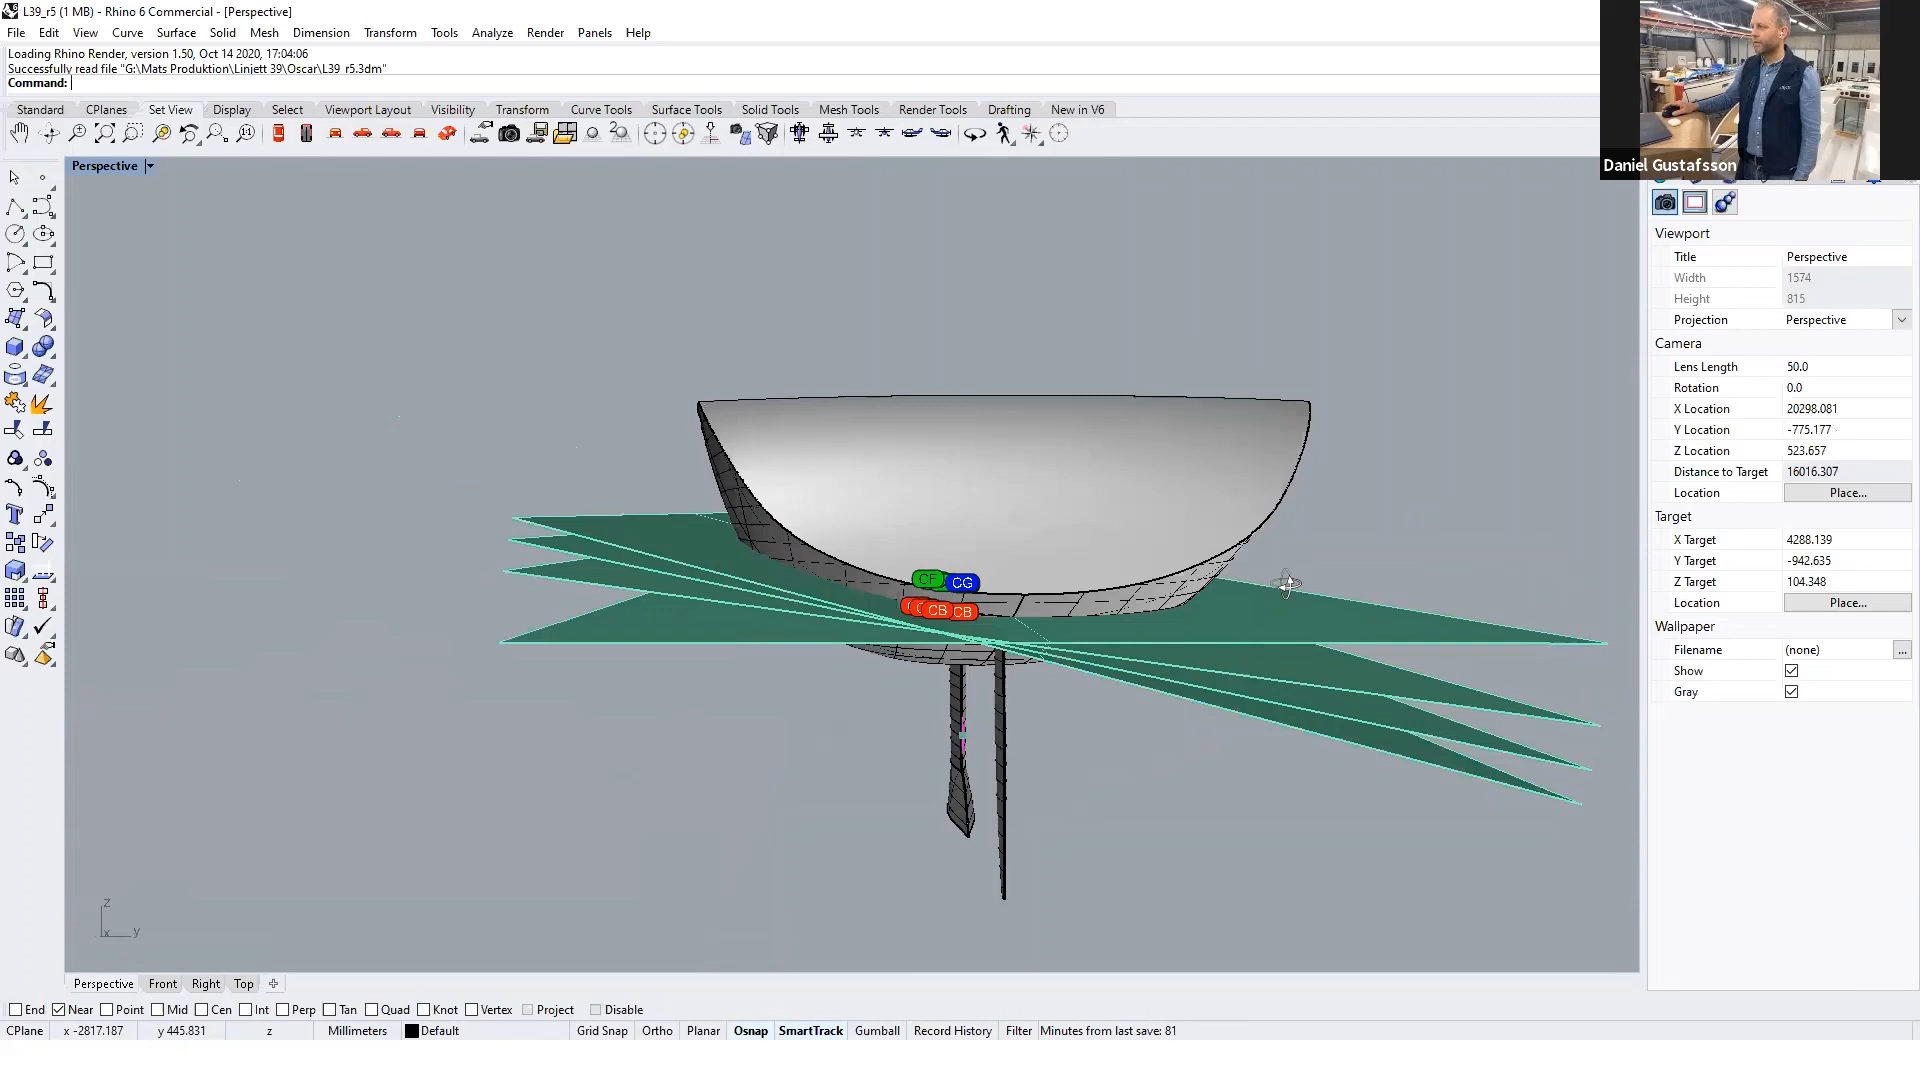 L39_r5 (1 MB) - Rhino 6 Commercial - [Perspective]
File Edit View Curve Surface Solid Mesh Dimension Transform Tools Analyze Render Panels Help
Loading Rhino Render, version 1.50, Oct 14 2020, 17:04:06
Successfully read file "G:\Mats Produktion\Linjett 39\Oscar\L39_r5.3dm"
Command:
Standard CPlanes Set View Display Select Viewport Layout Visibility Transform Curve Tools Surface Tools Solid Tools Mesh Tools Render Tools Drafting New in V6
Daniel Gustafsson
Perspective
Viewport
Title Perspective
Width 1574
Height 815
Projection Perspective
Camera
Lens Length 50.0
Rotation 0.0
X Location 20298.081
Y Location -775.177
Z Location 523.657
Distance to Target 16016.307
Location Place...
Target
X Target 4288.139
Y Target -942.635
Z Target 104.348
Location Place...
Wallpaper
Filename (none) ...
Show
Gray
CF CG
CB CB
z
x y
Perspective Front Right Top
End Near Point Mid Cen Int Perp Tan Quad Knot Vertex Project Disable
CPlane x -2817.187 y 445.831 z Millimeters Default Grid Snap Ortho Planar Osnap SmartTrack Gumball Record History Filter Minutes from last save: 81